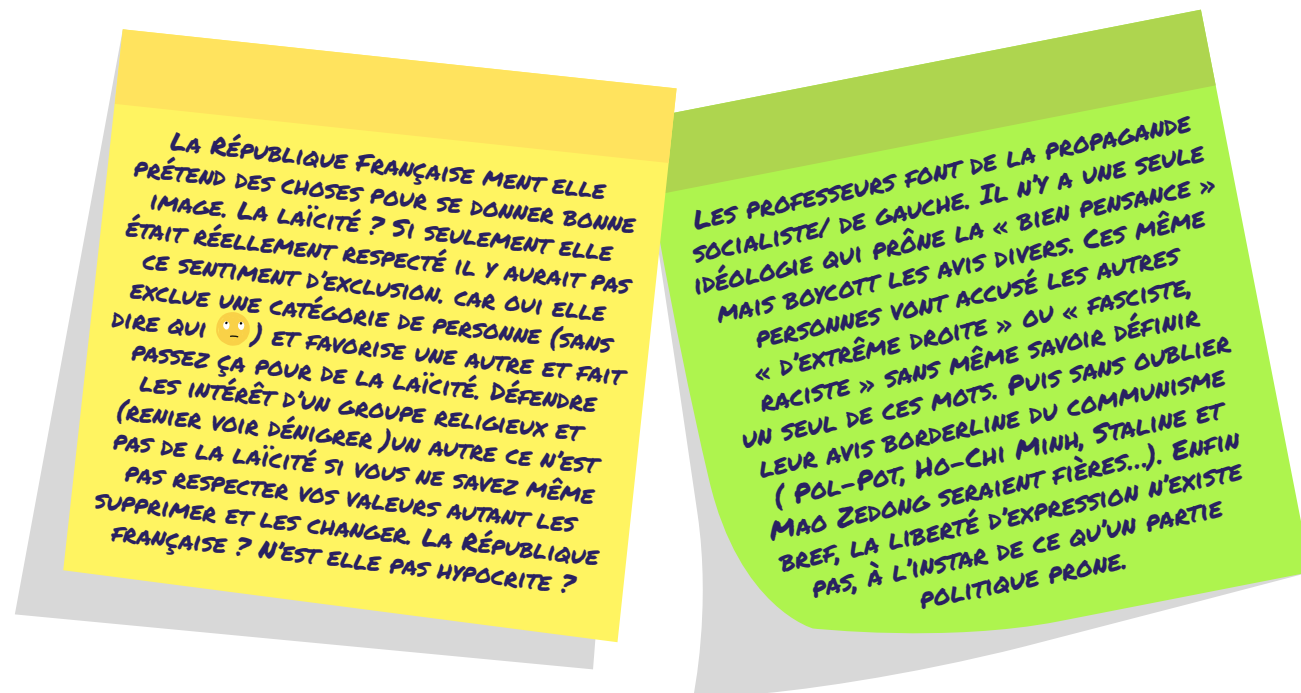 La République Française ment elle
prétend des choses pour se donner bonne
image. La laïcité ? Si seulement elle
était réellement respecté il y aurait pas
ce sentiment d'exclusion. car oui elle
exclue une catégorie de personne (sans
dire qui 🙄) et favorise une autre et fait
passez ça pour de la laïcité. Défendre
les intérêt d'un groupe religieux et
(renier voir dénigrer )un autre ce n'est
pas de la laïcité si vous ne savez même
pas respecter vos valeurs autant les
supprimer et les changer. La République
française ? N'est elle pas hypocrite ?
Les professeurs font de la propagande
socialiste/ de gauche. Il n'y a une seule
idéologie qui prône la « bien pensance »
mais boycott les avis divers. Ces même
personnes vont accusé les autres
« d'extrême droite » ou « fasciste,
raciste » sans même savoir définir
un seul de ces mots. Puis sans oublier
leur avis borderline du communisme
( Pol-Pot, Ho-Chi Minh, Staline et
Mao Zedong seraient fières...). Enfin
bref, la liberté d'expression n'existe
pas, à l'instar de ce qu'un partie
politique prone.